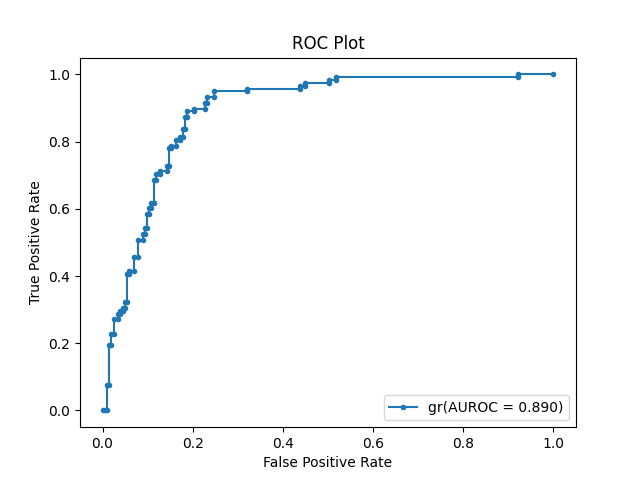 ROC Plot
1.0
0.8
0.6
0.4
0.2
0.0
True Positive Rate
gr(AUROC = 0.890)
0.0 0.2 0.4 0.6 0.8 1.0
False Positive Rate